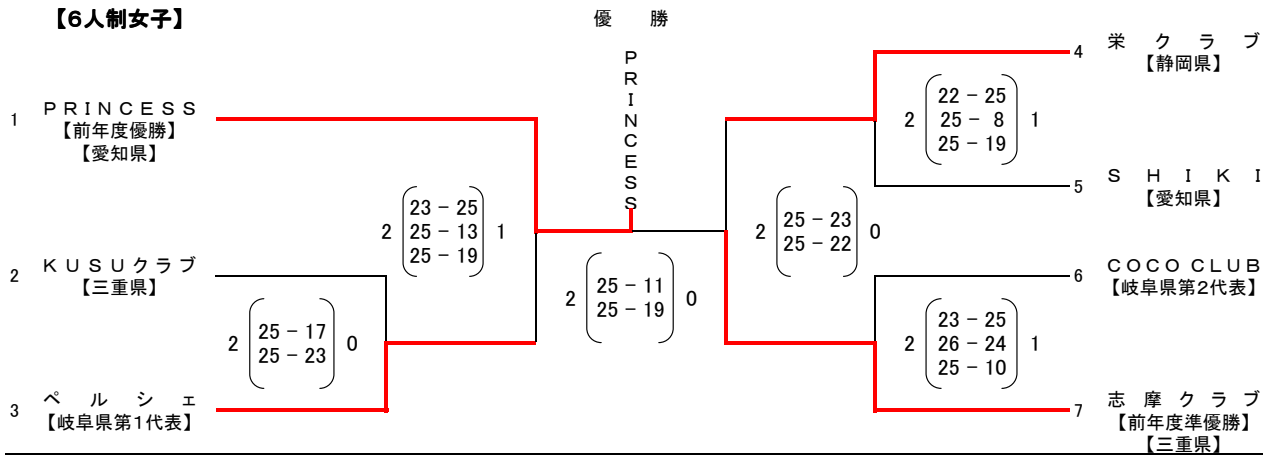 【6人制女子】
優　勝
PRINCESS
1
PRINCESS
【前年度優勝】
【愛知県】
2
KUSUクラブ
【三重県】
3
ペルシェ
【岐阜県第1代表】
2
25 − 17
25 − 23
0
2
23 − 25
25 − 13
25 − 19
1
2
25 − 11
25 − 19
0
2
25 − 23
25 − 22
0
2
22 − 25
25 − 8
25 − 19
1
2
23 − 25
26 − 24
25 − 10
1
4
栄クラブ
【静岡県】
5
SHIKI
【愛知県】
6
COCO CLUB
【岐阜県第2代表】
7
志摩クラブ
【前年度準優勝】
【三重県】